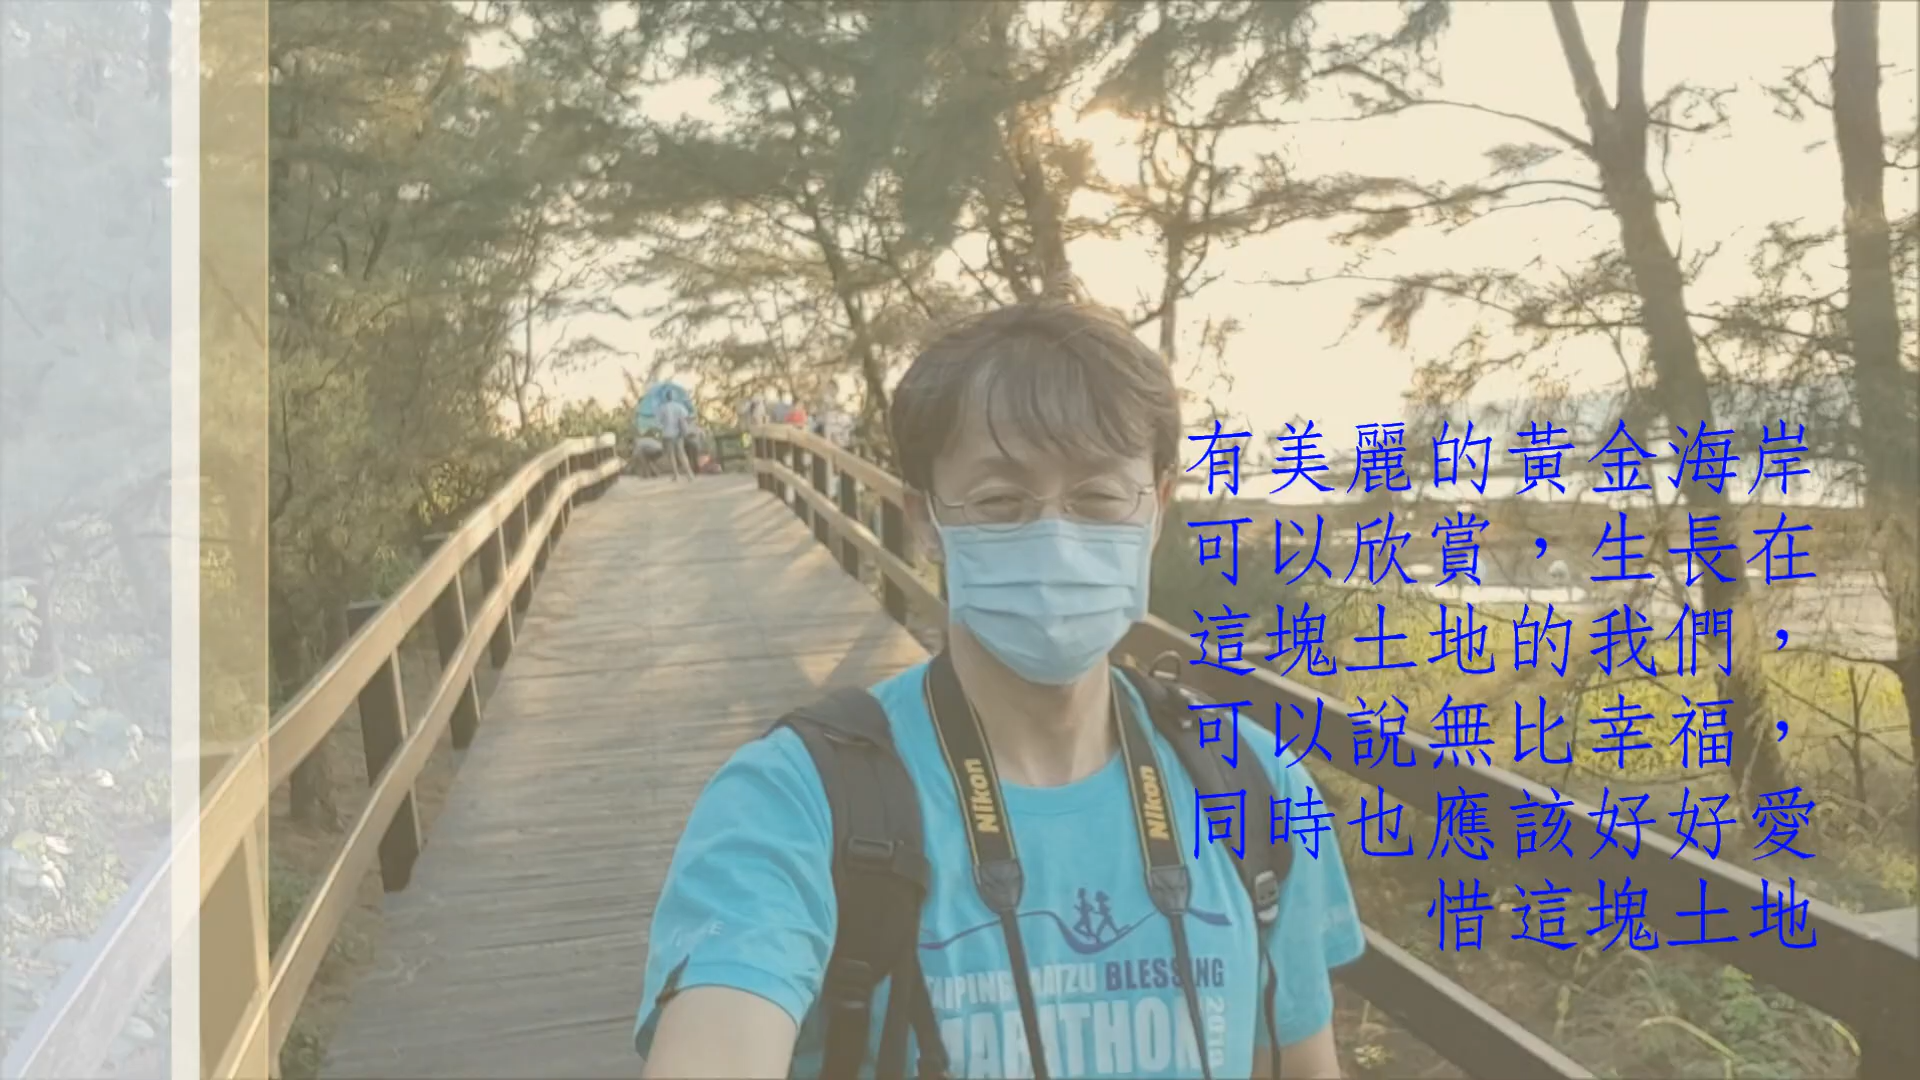 有美麗的黃金海岸
可以欣賞，生長在
這塊土地的我們，
可以說無比幸福，
同時也應該好好愛
惜這塊土地
Nikon
Nikon
BLESSING
MARATHON
2019